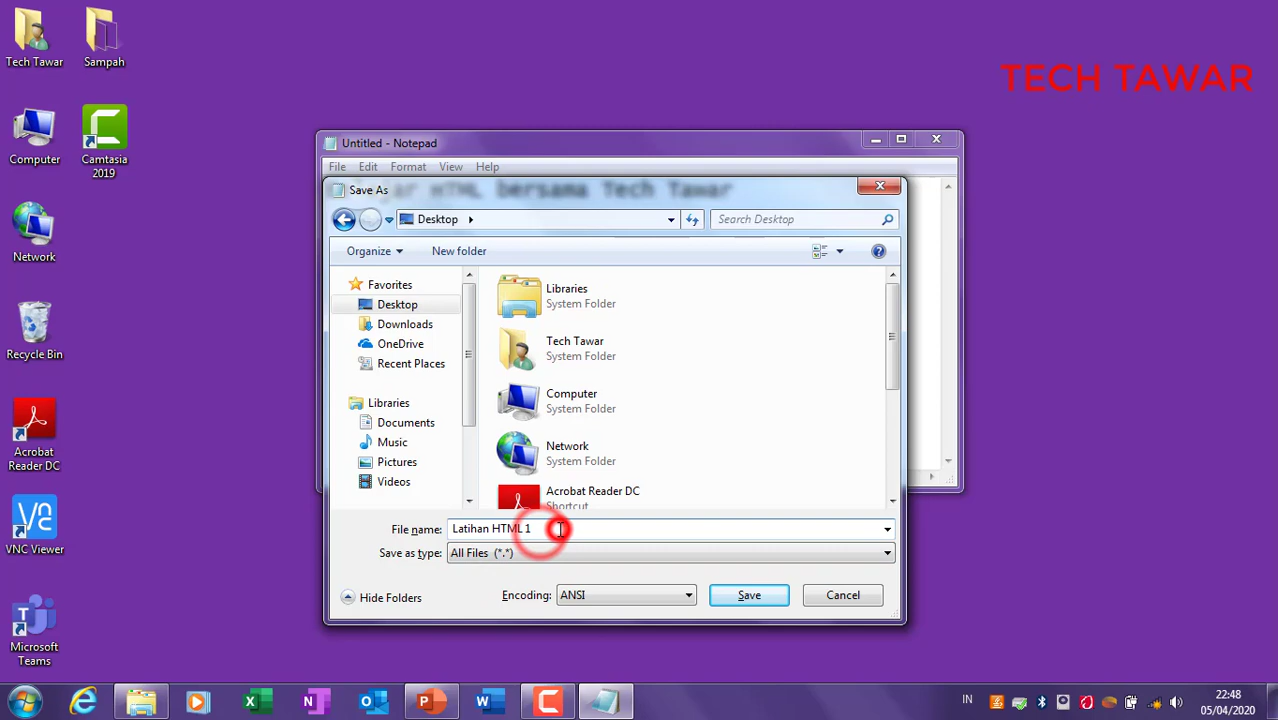 Tech Tawar
Sampah
Computer
Camtasia
2019
Network
Recycle Bin
Acrobat
Reader DC
VNC Viewer
Microsoft
Teams
TECH TAWAR
Untitled - Notepad
File Edit Format View Help
HTML bersama Tech Tawar
Save As
Desktop
Search Desktop
Organize
New folder
Favorites
Desktop
Downloads
OneDrive
Recent Places
Libraries
Documents
Music
Pictures
Videos
Libraries
System Folder
Tech Tawar
System Folder
Computer
System Folder
Network
System Folder
Acrobat Reader DC
Shortcut
File name: Latihan HTML 1
Save as type: All Files (*.*)
Hide Folders
Encoding: ANSI
Save
Cancel
IN
22:48
05/04/2020